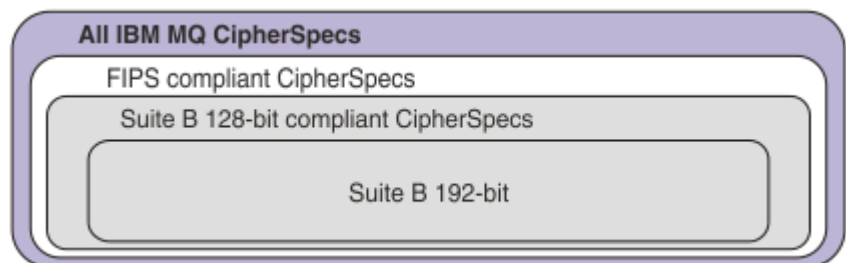 All IBM MQ CipherSpecs
FIPS compliant CipherSpecs
Suite B 128-bit compliant CipherSpecs
Suite B 192-bit